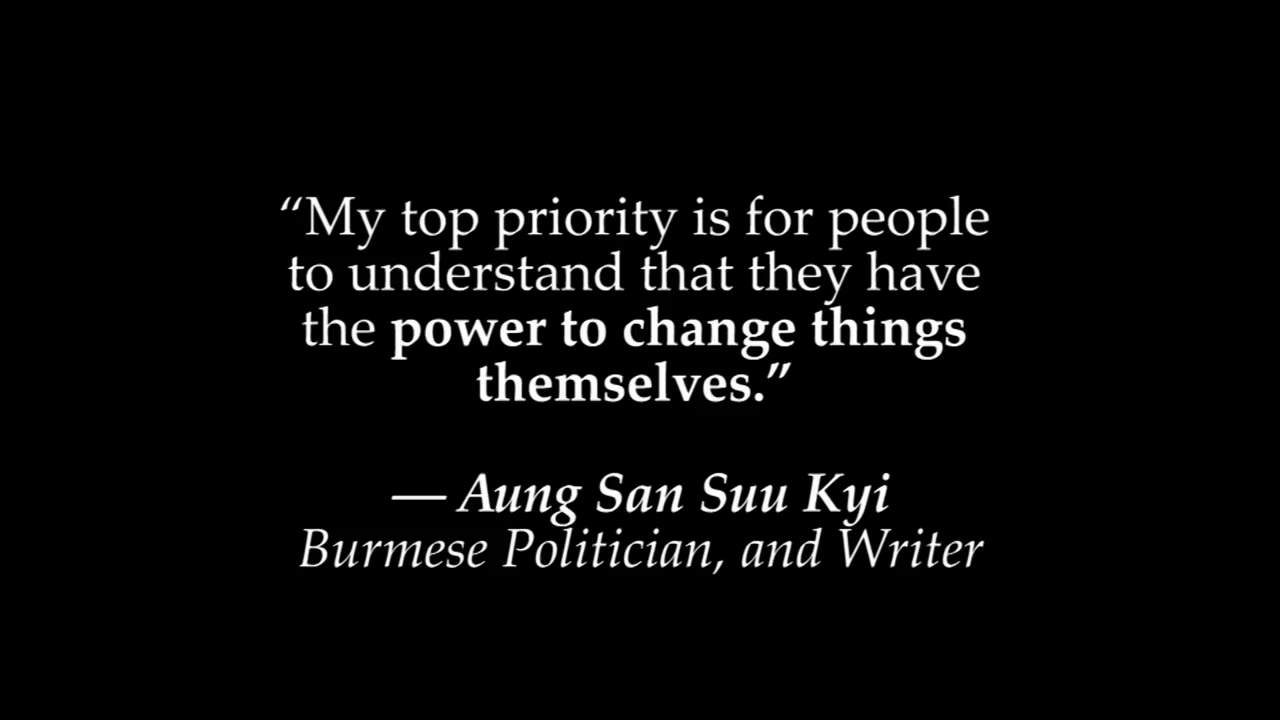 “My top priority is for people
to understand that they have
the power to change things
themselves.”
— Aung San Suu Kyi
Burmese Politician, and Writer